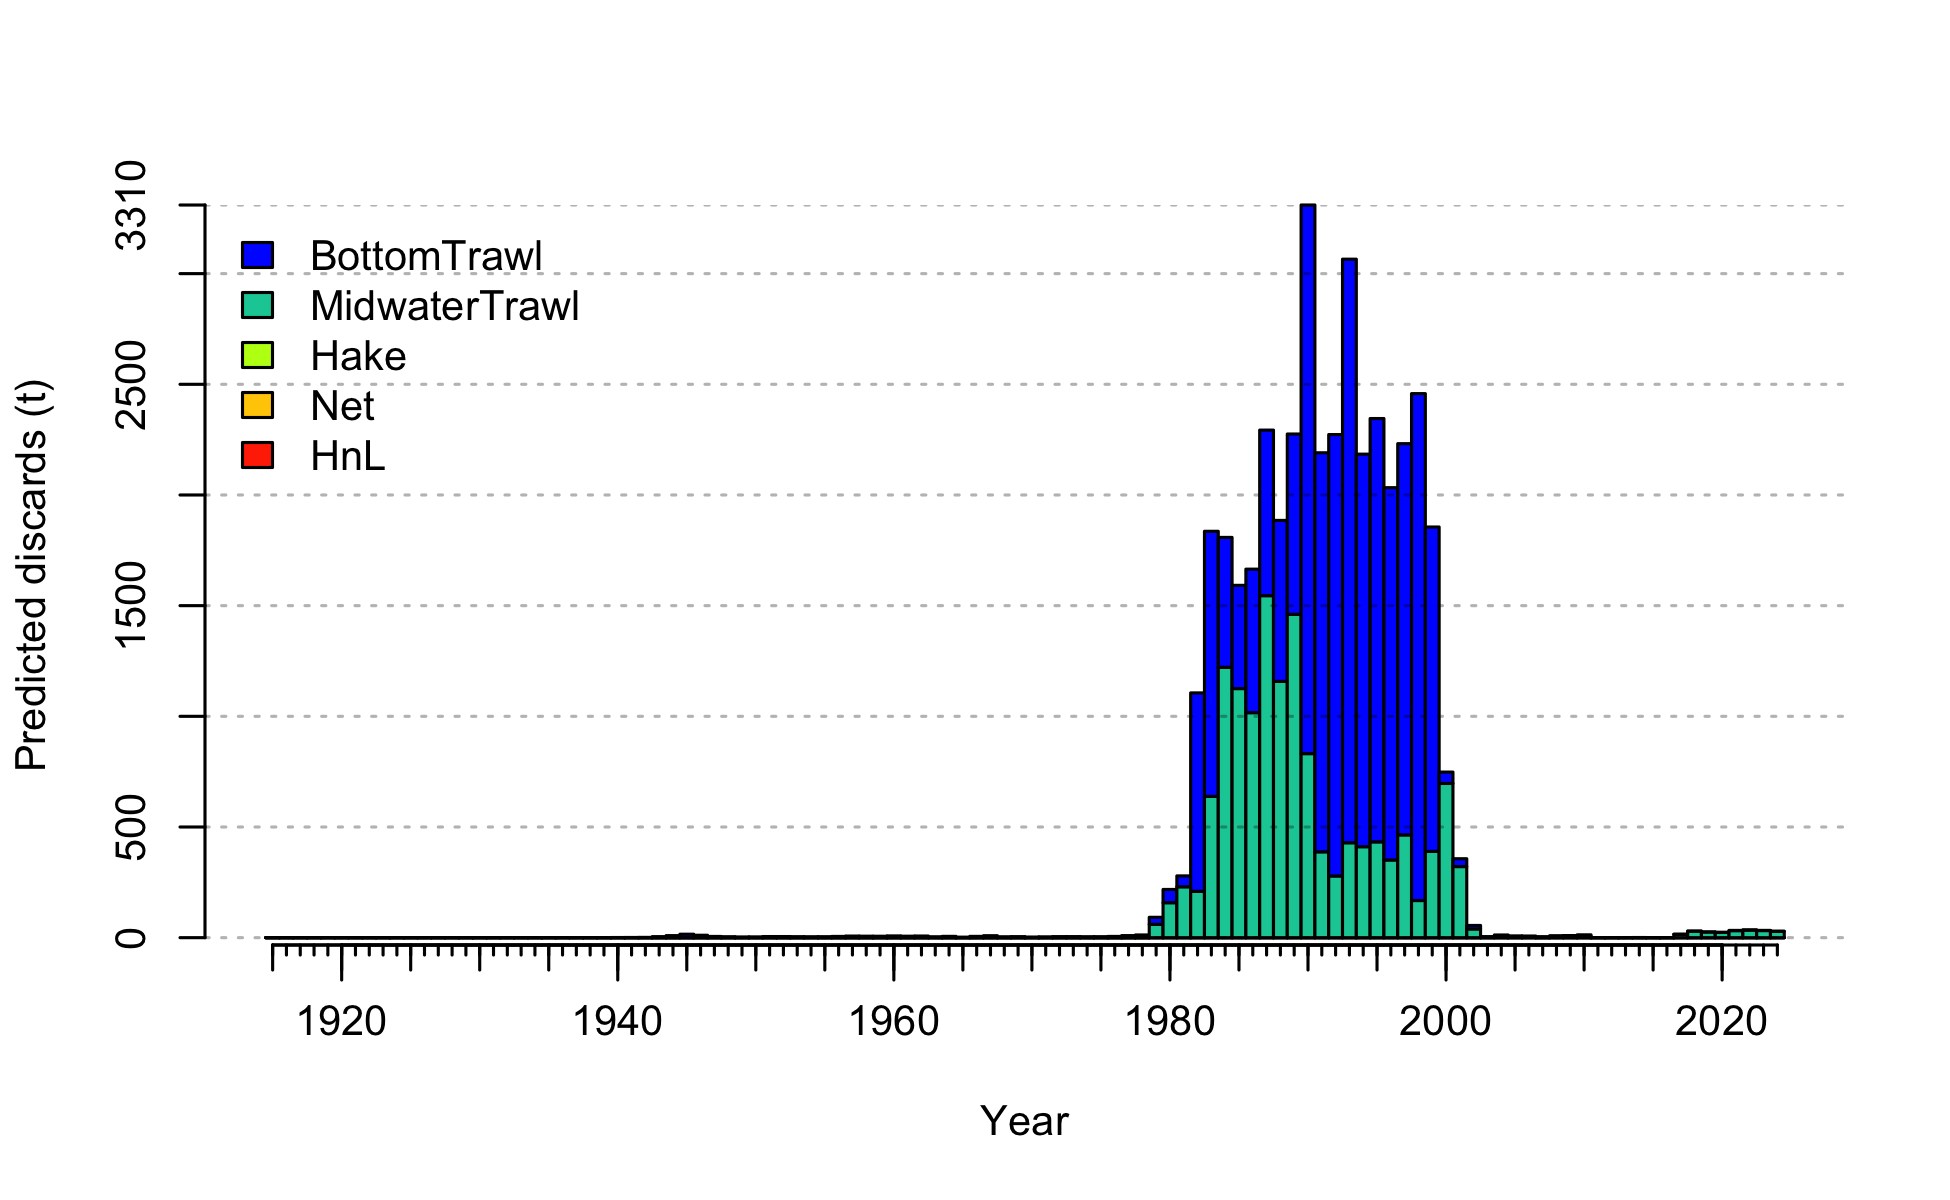 3310
2500
1500
500
0
Predicted discards (t)
BottomTrawl
MidwaterTrawl
Hake
Net
HnL
1920 1940 1960 1980 2000 2020
Year